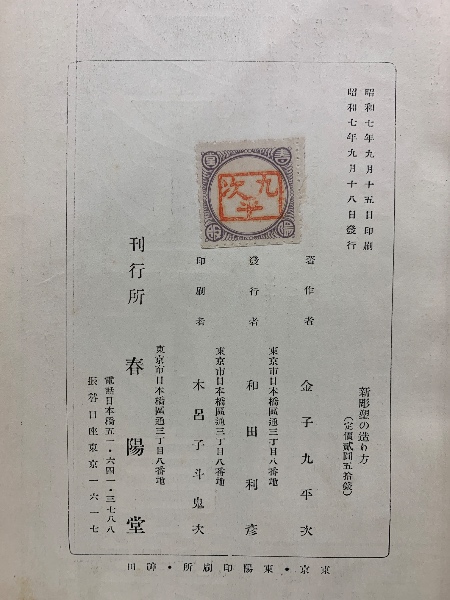 昭和七年九月十五日印刷
昭和七年九月十八日發行
新彫塑の造り方
(定價貳圓五拾錢)
著作者 金子九平次
東京市日本橋區通三丁目八番地
發行者 和田利彦
東京市日本橋區通三丁目八番地
印刷者 木呂子斗鬼次
東京市日本橋區通三丁目八番地
刊行所 春陽堂
電話日本橋五一・六四一・三七八八
振替口座東京一六一七
九次
平
東京・東陽印刷所・印